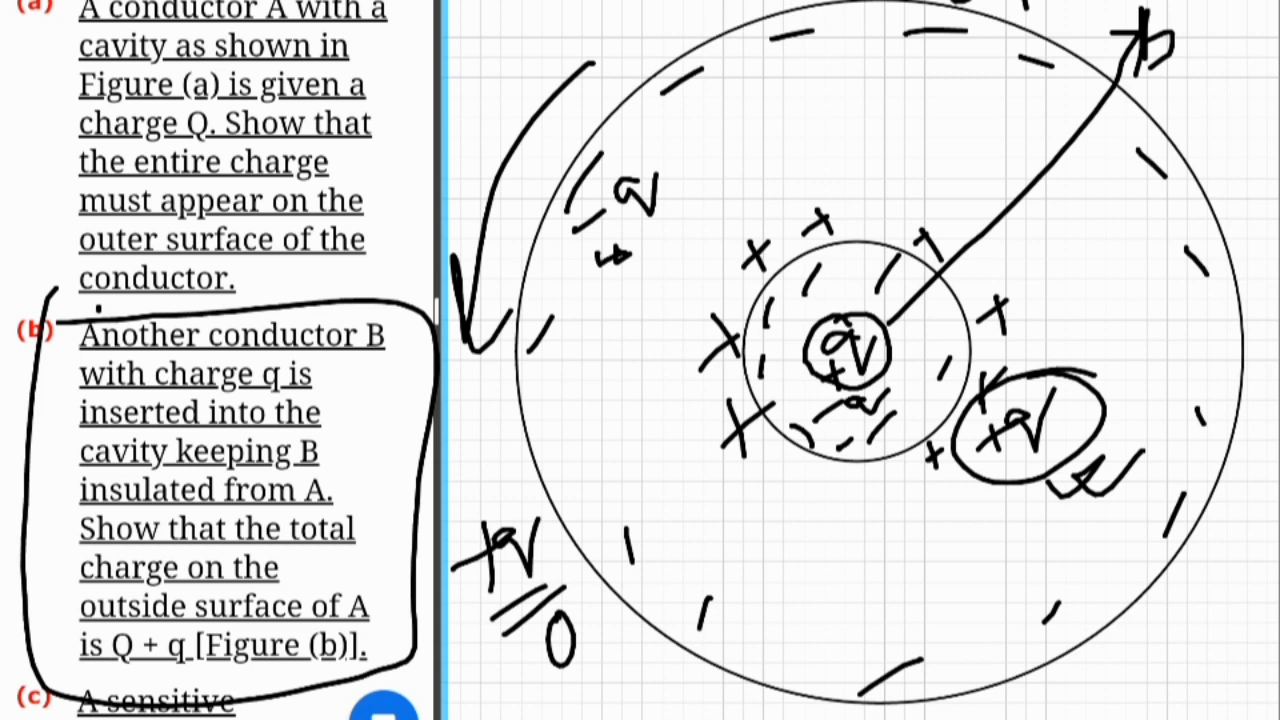 (a) A conductor A with a
cavity as shown in
Figure (a) is given a
charge Q. Show that
the entire charge
must appear on the
outer surface of the
conductor.
(b) Another conductor B
with charge q is
inserted into the
cavity keeping B
insulated from A.
Show that the total
charge on the
outside surface of A
is Q + q [Figure (b)].
(c) A sensitive
b
-q
q
-q
+q
+q
0